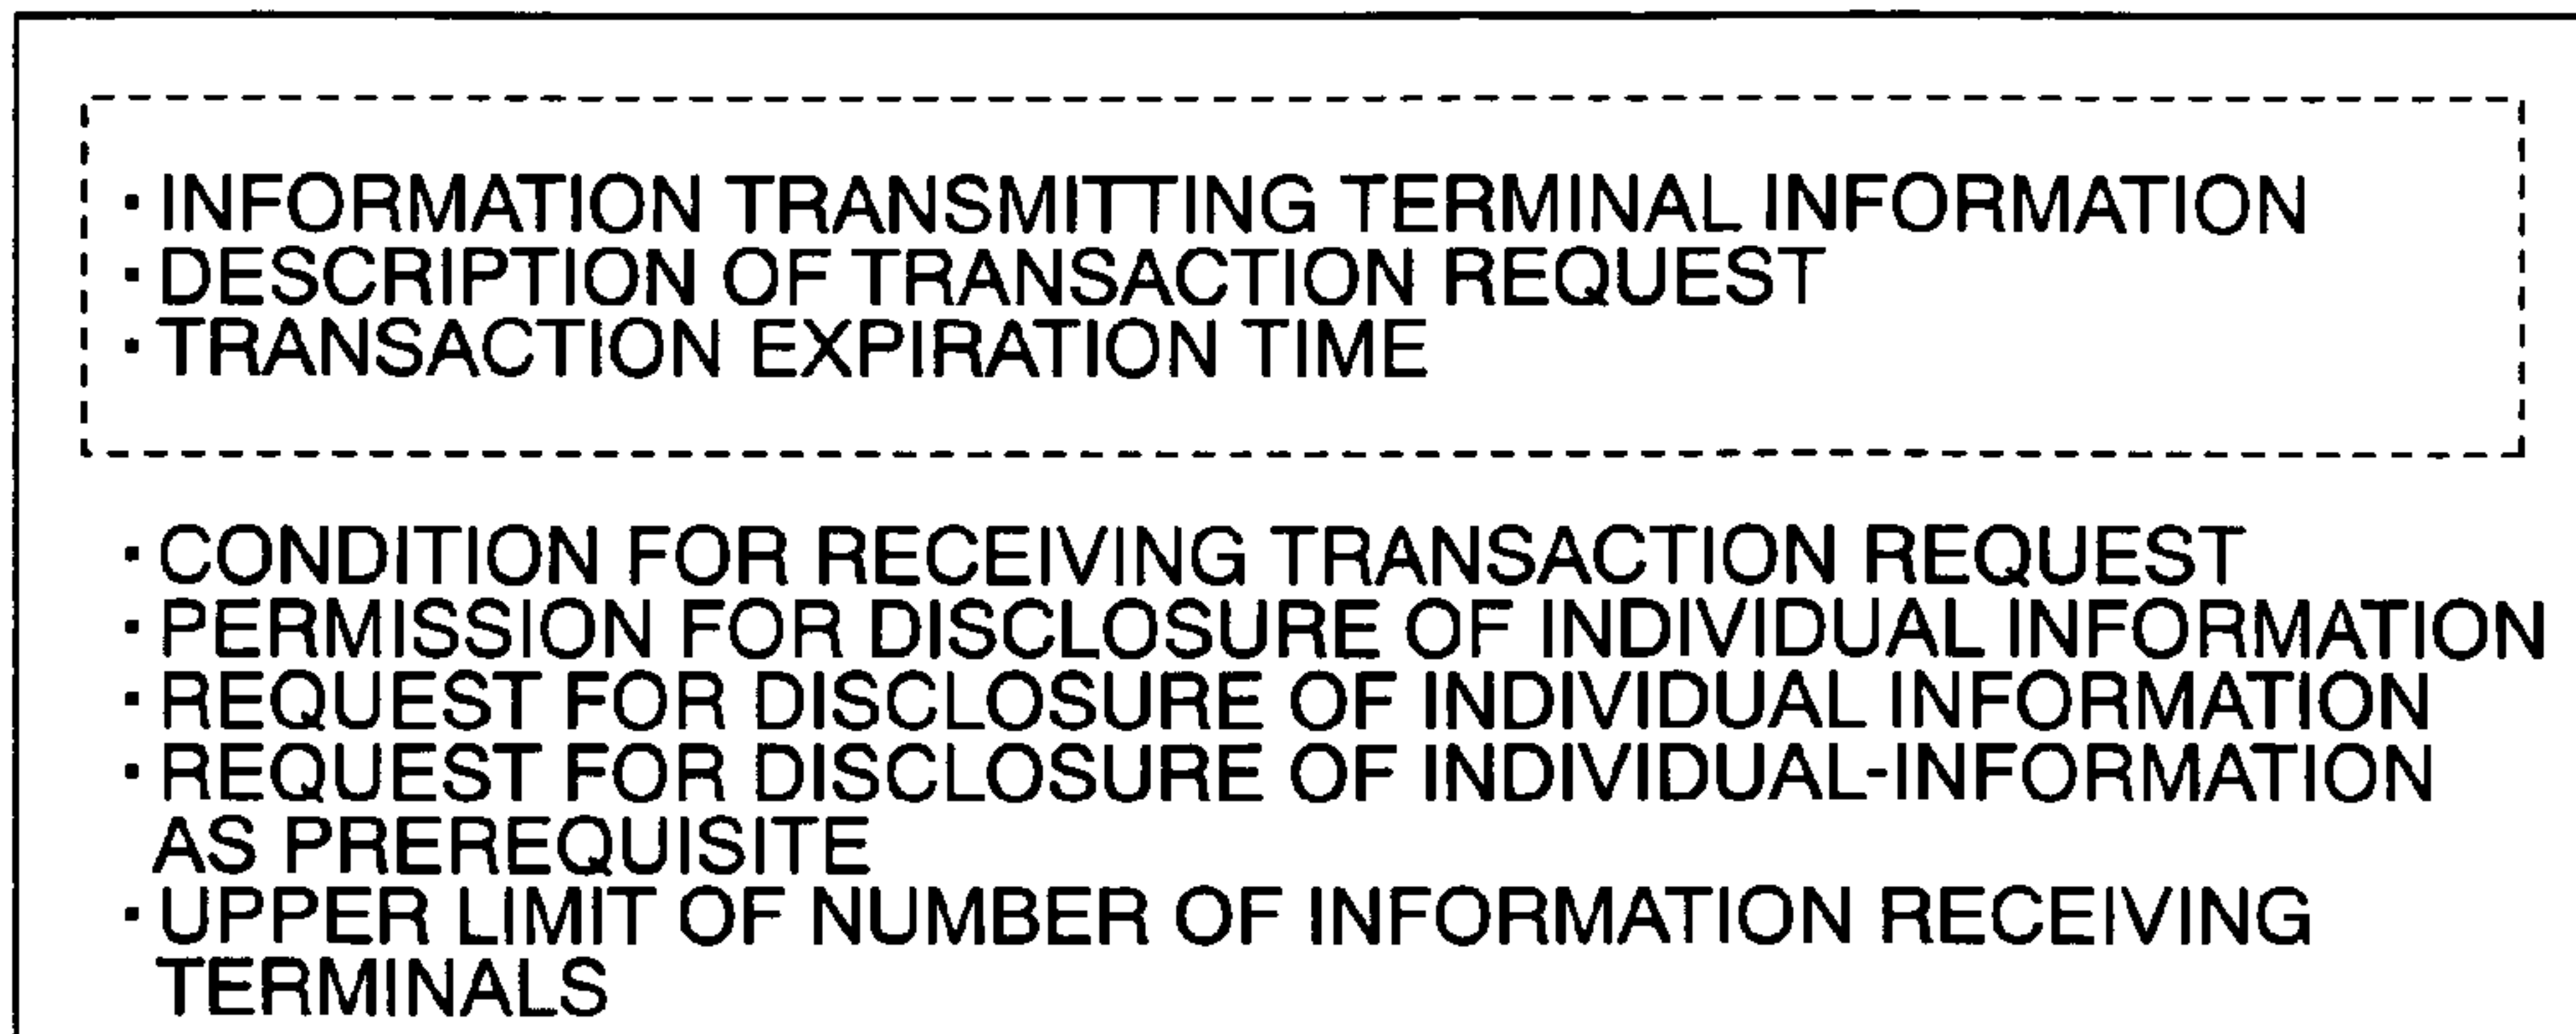 · INFORMATION TRANSMITTING TERMINAL INFORMATION
· DESCRIPTION OF TRANSACTION REQUEST
· TRANSACTION EXPIRATION TIME
· CONDITION FOR RECEIVING TRANSACTION REQUEST
· PERMISSION FOR DISCLOSURE OF INDIVIDUAL INFORMATION
· REQUEST FOR DISCLOSURE OF INDIVIDUAL INFORMATION
· REQUEST FOR DISCLOSURE OF INDIVIDUAL-INFORMATION
AS PREREQUISITE
· UPPER LIMIT OF NUMBER OF INFORMATION RECEIVING
TERMINALS